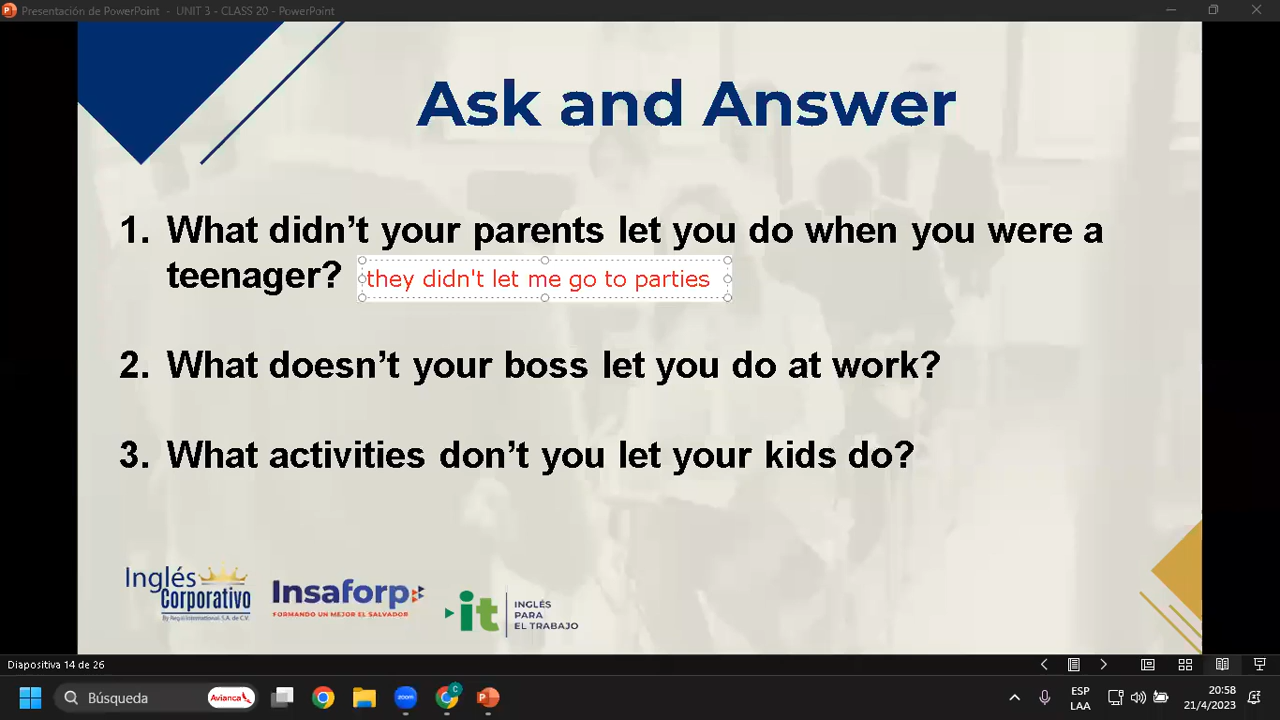 Presentación de PowerPoint - UNIT 3 - CLASS 20 - PowerPoint
Ask and Answer
1. What didn’t your parents let you do when you were a
teenager? they didn't let me go to parties
2. What doesn’t your boss let you do at work?
3. What activities don’t you let your kids do?
Inglés
Corporativo
By Regal International S.A. de C.V.
Insaforp
FORMANDO UN MEJOR EL SALVADOR
it
INGLÉS
PARA
EL TRABAJO
Diapositiva 14 de 26
Búsqueda
Avianca
zoom
C
ESP
LAA
20:58
21/4/2023